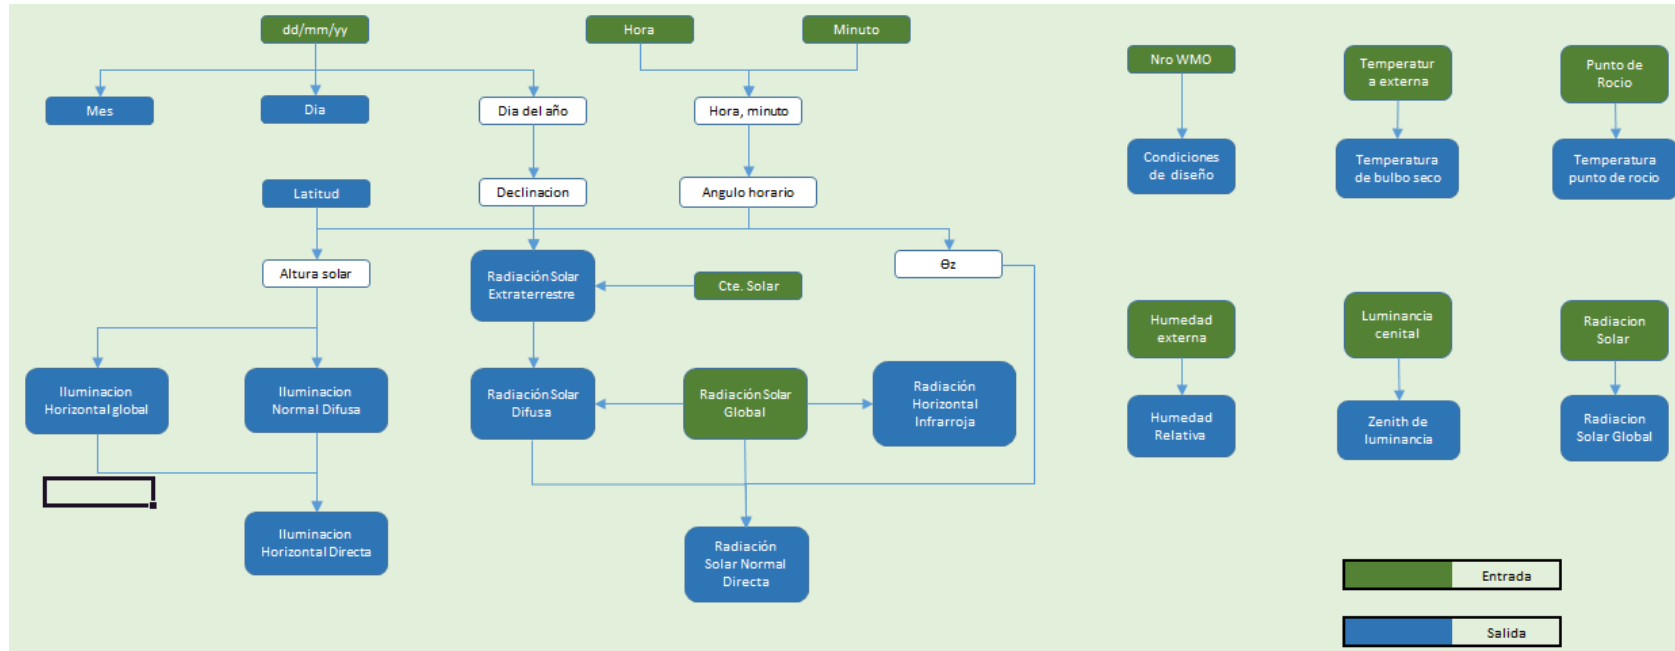 dd/mm/yy
Hora
Minuto
Mes
Dia
Dia del año
Hora, minuto
Latitud
Declinacion
Angulo horario
Altura solar
Radiación Solar
Extraterrestre
Cte. Solar
Θz
Iluminacion
Horizontal global
Iluminacion
Normal Difusa
Radiación Solar
Difusa
Radiación Solar
Global
Radiación
Horizontal
Infrarroja
Iluminacion
Horizontal Directa
Radiación
Solar Normal
Directa
Nro WMO
Temperatur
a externa
Punto de
Rocio
Condiciones
de diseño
Temperatura
de bulbo seco
Temperatura
punto de rocio
Humedad
externa
Luminancia
cenital
Radiacion
Solar
Humedad
Relativa
Zenith de
luminancia
Radiacion
Solar Global
Entrada
Salida